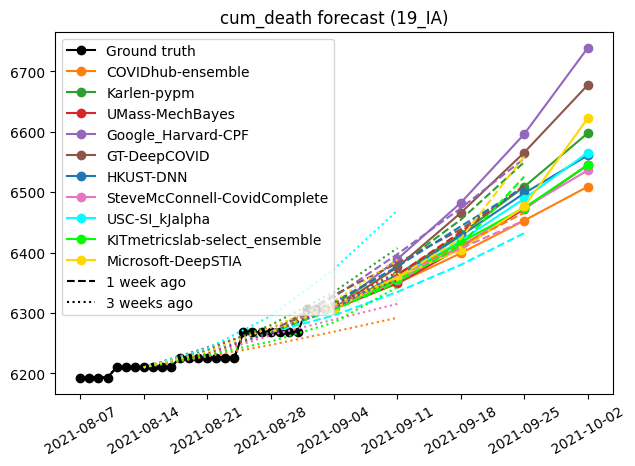 cum_death forecast (19_IA)
Ground truth
COVIDhub-ensemble
Karlen-pypm
UMass-MechBayes
Google_Harvard-CPF
GT-DeepCOVID
HKUST-DNN
SteveMcConnell-CovidComplete
USC-SI_kJalpha
KITmetricslab-select_ensemble
Microsoft-DeepSTIA
1 week ago
3 weeks ago
6700
6600
6500
6400
6300
6200
2021-08-07
2021-08-14
2021-08-21
2021-08-28
2021-09-04
2021-09-11
2021-09-18
2021-09-25
2021-10-02